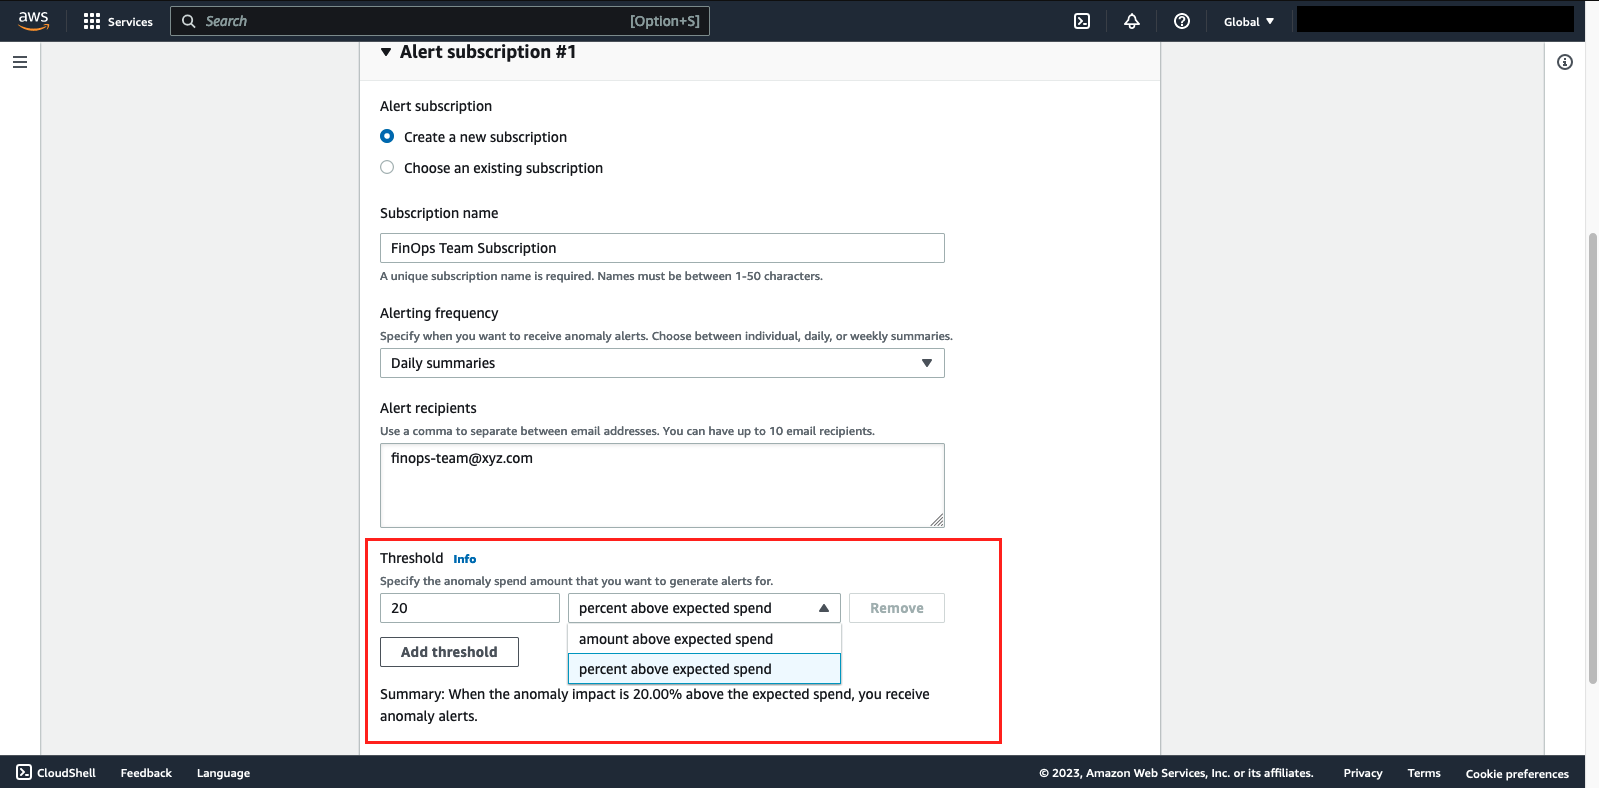 aws
Services
Search
[Option+S]
Global
Alert subscription #1
Alert subscription
Create a new subscription
Choose an existing subscription
Subscription name
FinOps Team Subscription
A unique subscription name is required. Names must be between 1-50 characters.
Alerting frequency
Specify when you want to receive anomaly alerts. Choose between individual, daily, or weekly summaries.
Daily summaries
Alert recipients
Use a comma to separate between email addresses. You can have up to 10 email recipients.
finops-team@xyz.com
Threshold Info
Specify the anomaly spend amount that you want to generate alerts for.
20
percent above expected spend
Remove
amount above expected spend
Add threshold
percent above expected spend
Summary: When the anomaly impact is 20.00% above the expected spend, you receive
anomaly alerts.
CloudShell
Feedback
Language
© 2023, Amazon Web Services, Inc. or its affiliates.
Privacy
Terms
Cookie preferences